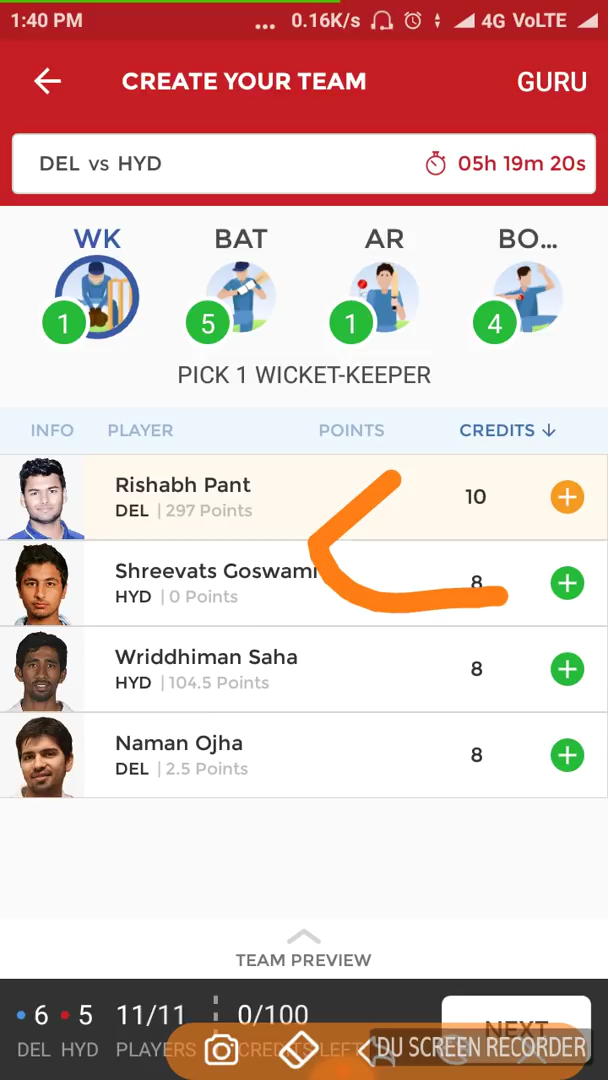 1:40 PM ... 0.16K/s 4G VoLTE
CREATE YOUR TEAM GURU
DEL vs HYD 05h 19m 20s
WK BAT AR BO...
1 5 1 4
PICK 1 WICKET-KEEPER
INFO PLAYER POINTS CREDITS
Rishabh Pant 10 +
DEL | 297 Points
Shreevats Goswami 8 +
HYD | 0 Points
Wriddhiman Saha 8 +
HYD | 104.5 Points
Naman Ojha 8 +
DEL | 2.5 Points
TEAM PREVIEW
6 5 11/11 0/100 NEXT
DEL HYD PLAYERS CREDITS LEFT DU SCREEN RECORDER